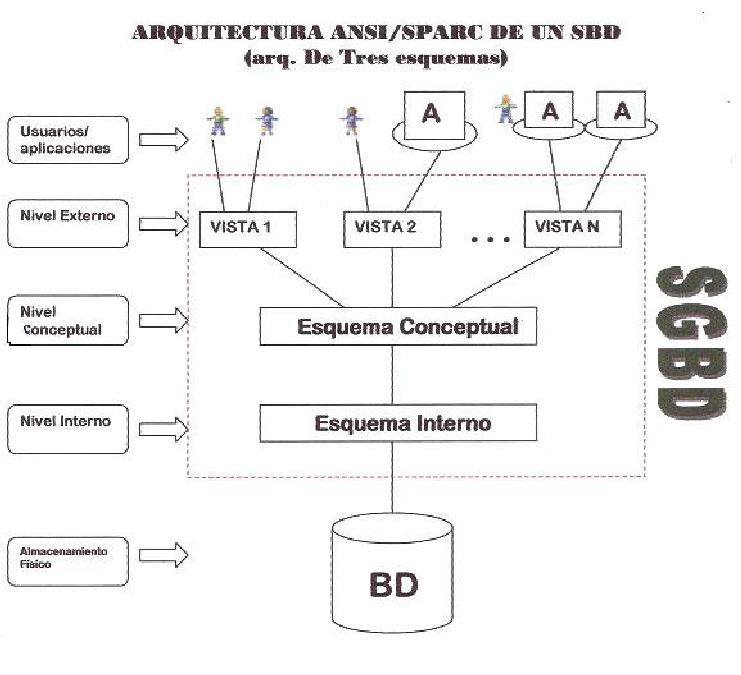 ARQUITECTURA ANSI/SPARC DE UN SBD
(arq. De Tres esquemas)
Usuarios/
aplicaciones
A
A
A
Nivel Externo
VISTA 1
VISTA 2
...
VISTA N
Nivel
Conceptual
Esquema Conceptual
SGBD
Nivel Interno
Esquema Interno
Almacenamiento
Físico
BD